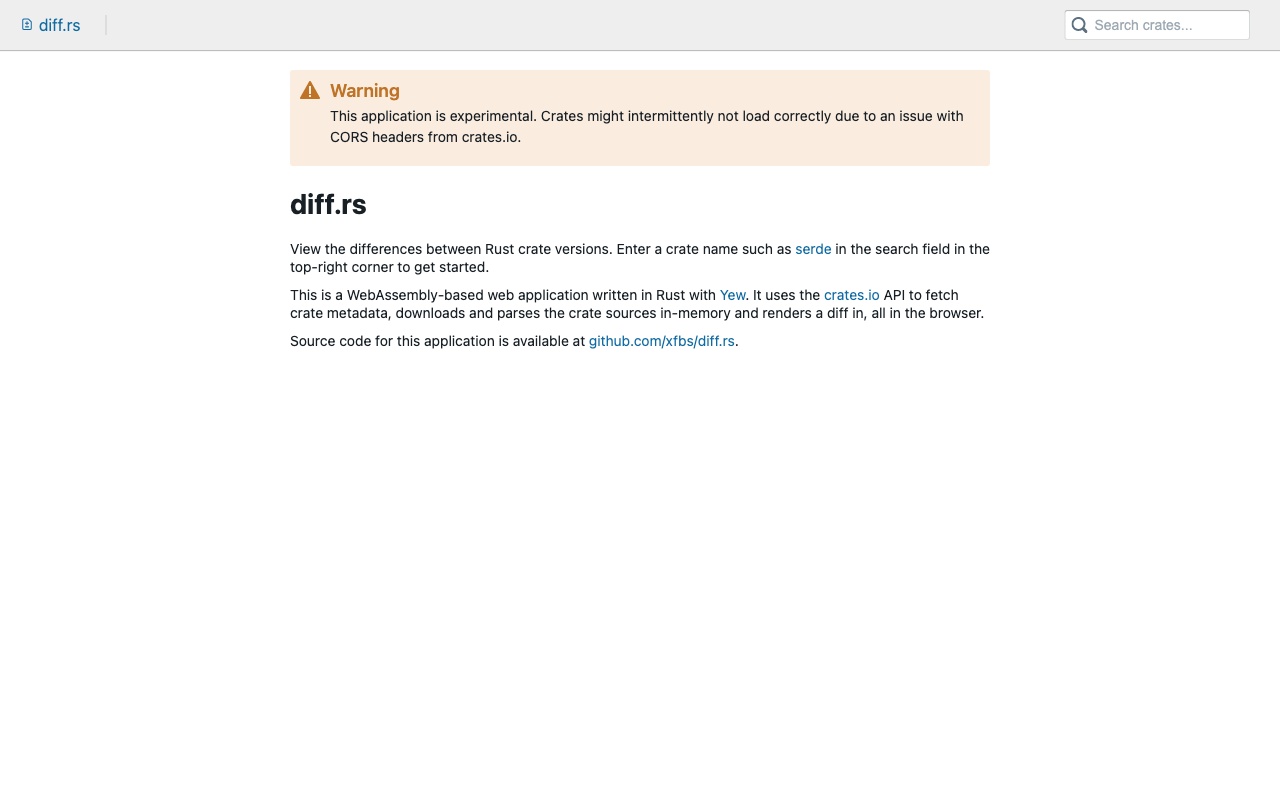 diff.rs
Search crates...
Warning
This application is experimental. Crates might intermittently not load correctly due to an issue with
CORS headers from crates.io.
diff.rs
View the differences between Rust crate versions. Enter a crate name such as serde in the search field in the
top-right corner to get started.
This is a WebAssembly-based web application written in Rust with Yew. It uses the crates.io API to fetch
crate metadata, downloads and parses the crate sources in-memory and renders a diff in, all in the browser.
Source code for this application is available at github.com/xfbs/diff.rs.